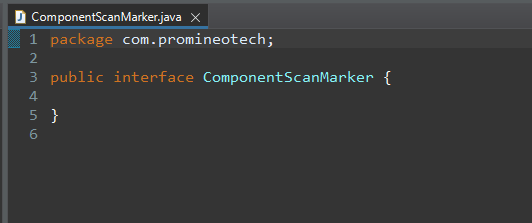 ComponentScanMarker.java
1 package com.promineotech;
2
3 public interface ComponentScanMarker {
4
5 }
6